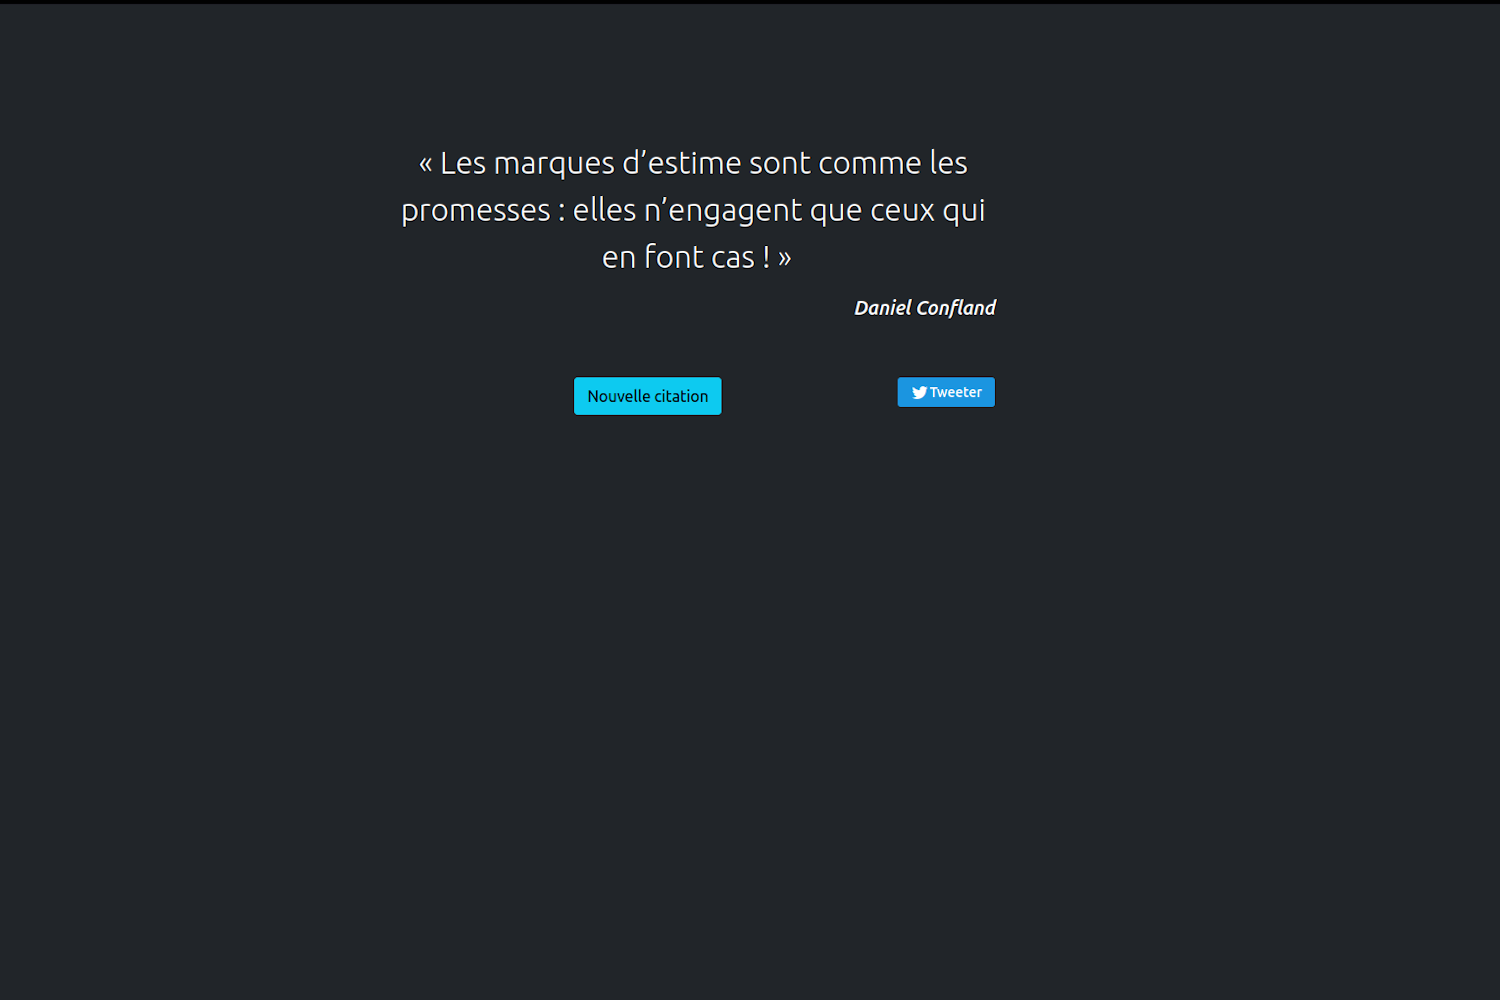 « Les marques d’estime sont comme les
promesses : elles n’engagent que ceux qui
en font cas ! »
Daniel Confland
Nouvelle citation
Tweeter